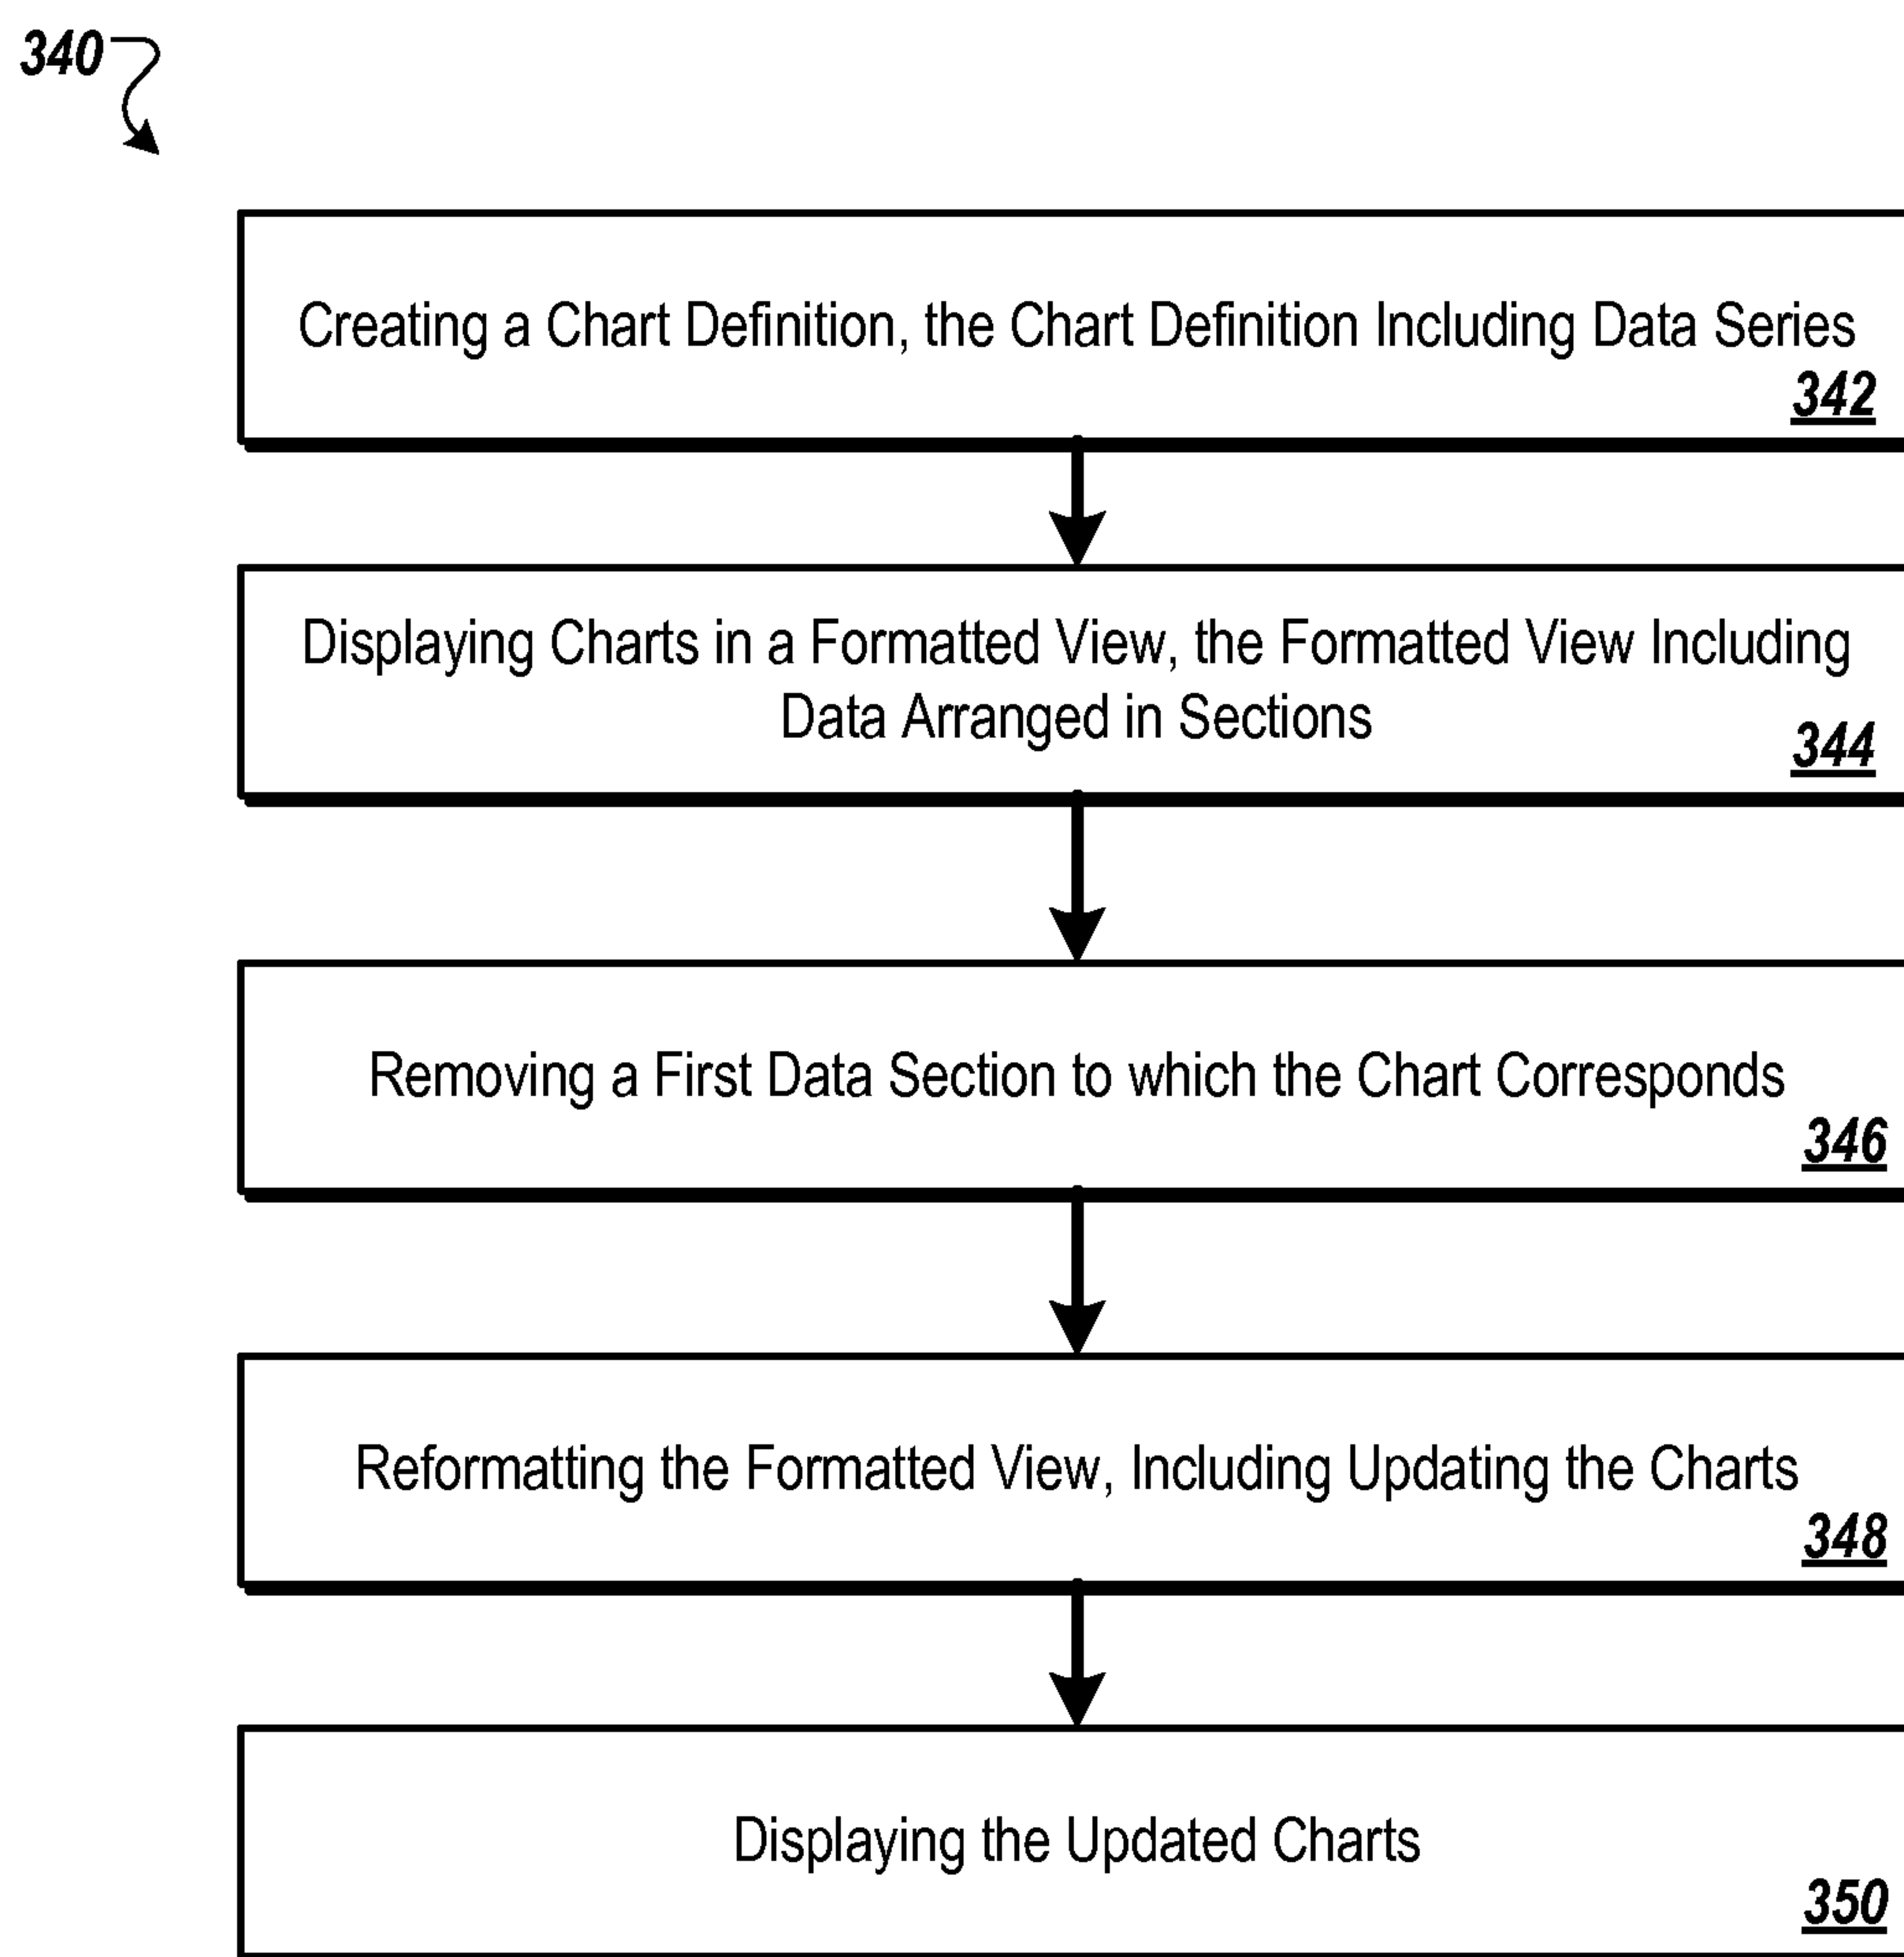 340
Creating a Chart Definition, the Chart Definition Including Data Series
342
Displaying Charts in a Formatted View, the Formatted View Including
Data Arranged in Sections
344
Removing a First Data Section to which the Chart Corresponds
346
Reformatting the Formatted View, Including Updating the Charts
348
Displaying the Updated Charts
350